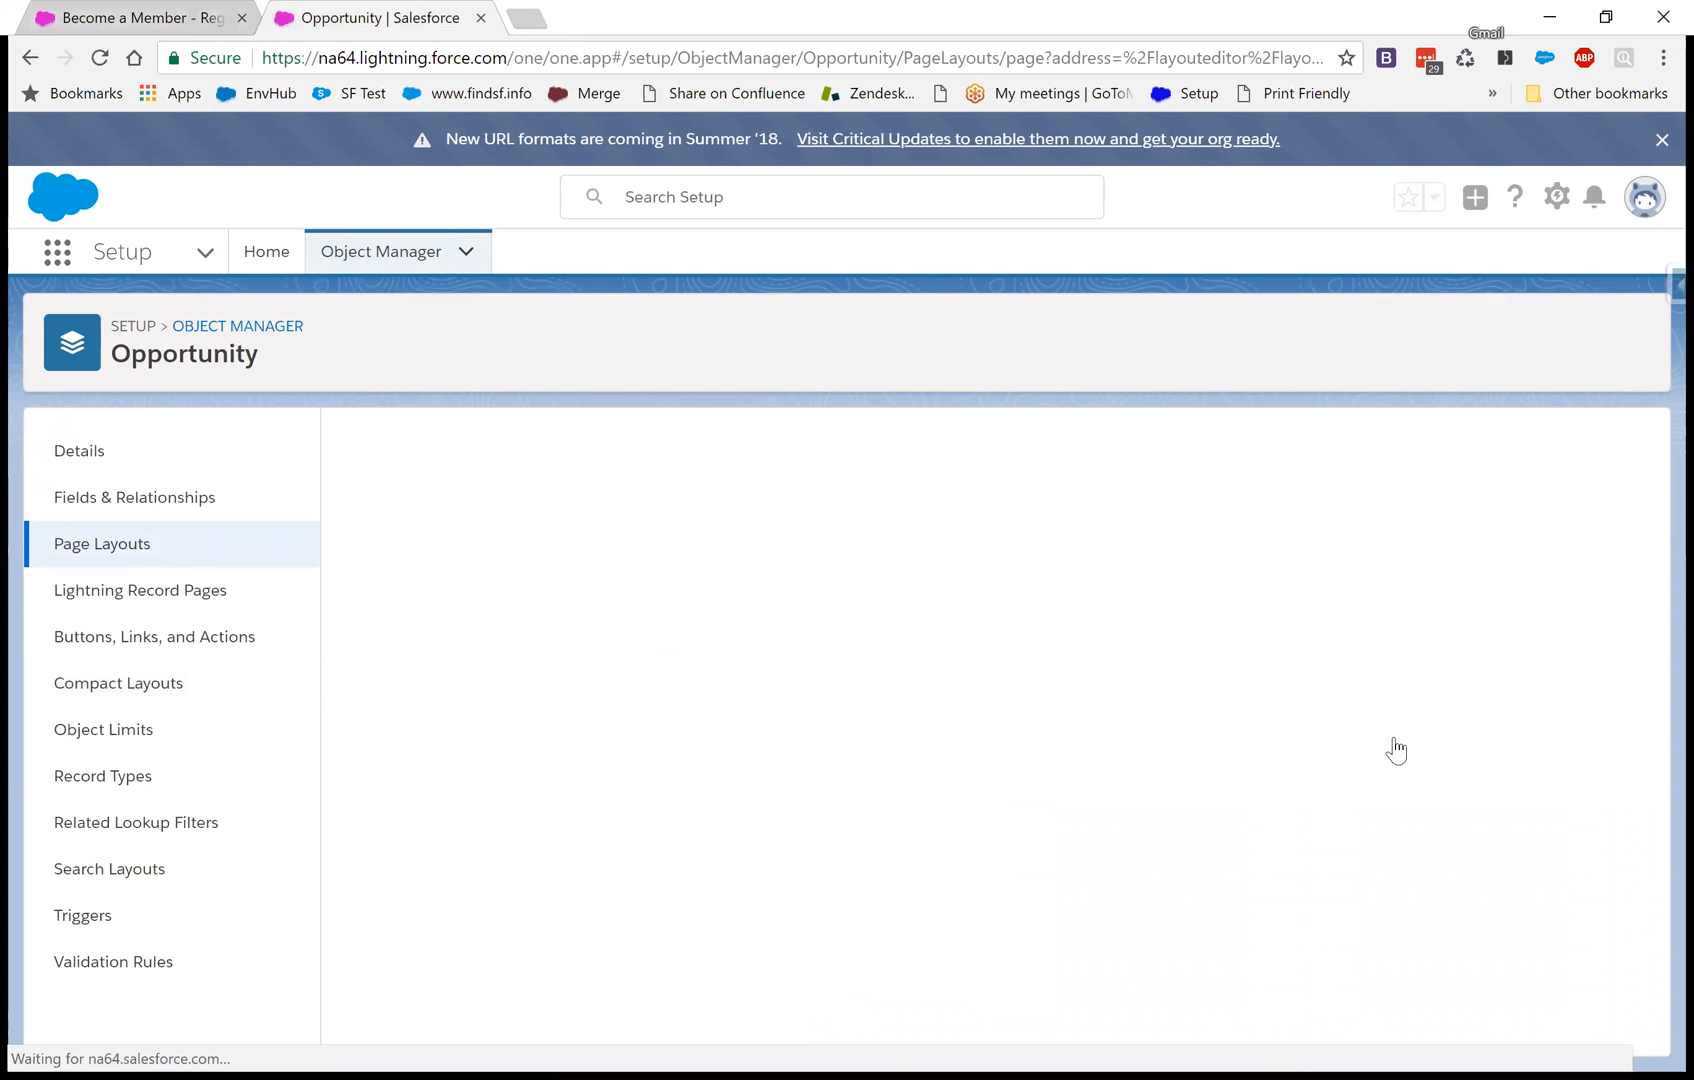 Become a Member - Reg
Opportunity | Salesforce
Gmail
Secure https://na64.lightning.force.com/one/one.app#/setup/ObjectManager/Opportunity/PageLayouts/page?address=%2Flayouteditor%2Flayo...
B
29
ABP
Bookmarks Apps EnvHub SF Test www.findsf.info Merge Share on Confluence Zendesk... My meetings | GoToM Setup Print Friendly » Other bookmarks
New URL formats are coming in Summer '18. Visit Critical Updates to enable them now and get your org ready.
Search Setup
Setup Home Object Manager
SETUP > OBJECT MANAGER
Opportunity
Details
Fields & Relationships
Page Layouts
Lightning Record Pages
Buttons, Links, and Actions
Compact Layouts
Object Limits
Record Types
Related Lookup Filters
Search Layouts
Triggers
Validation Rules
Waiting for na64.salesforce.com...